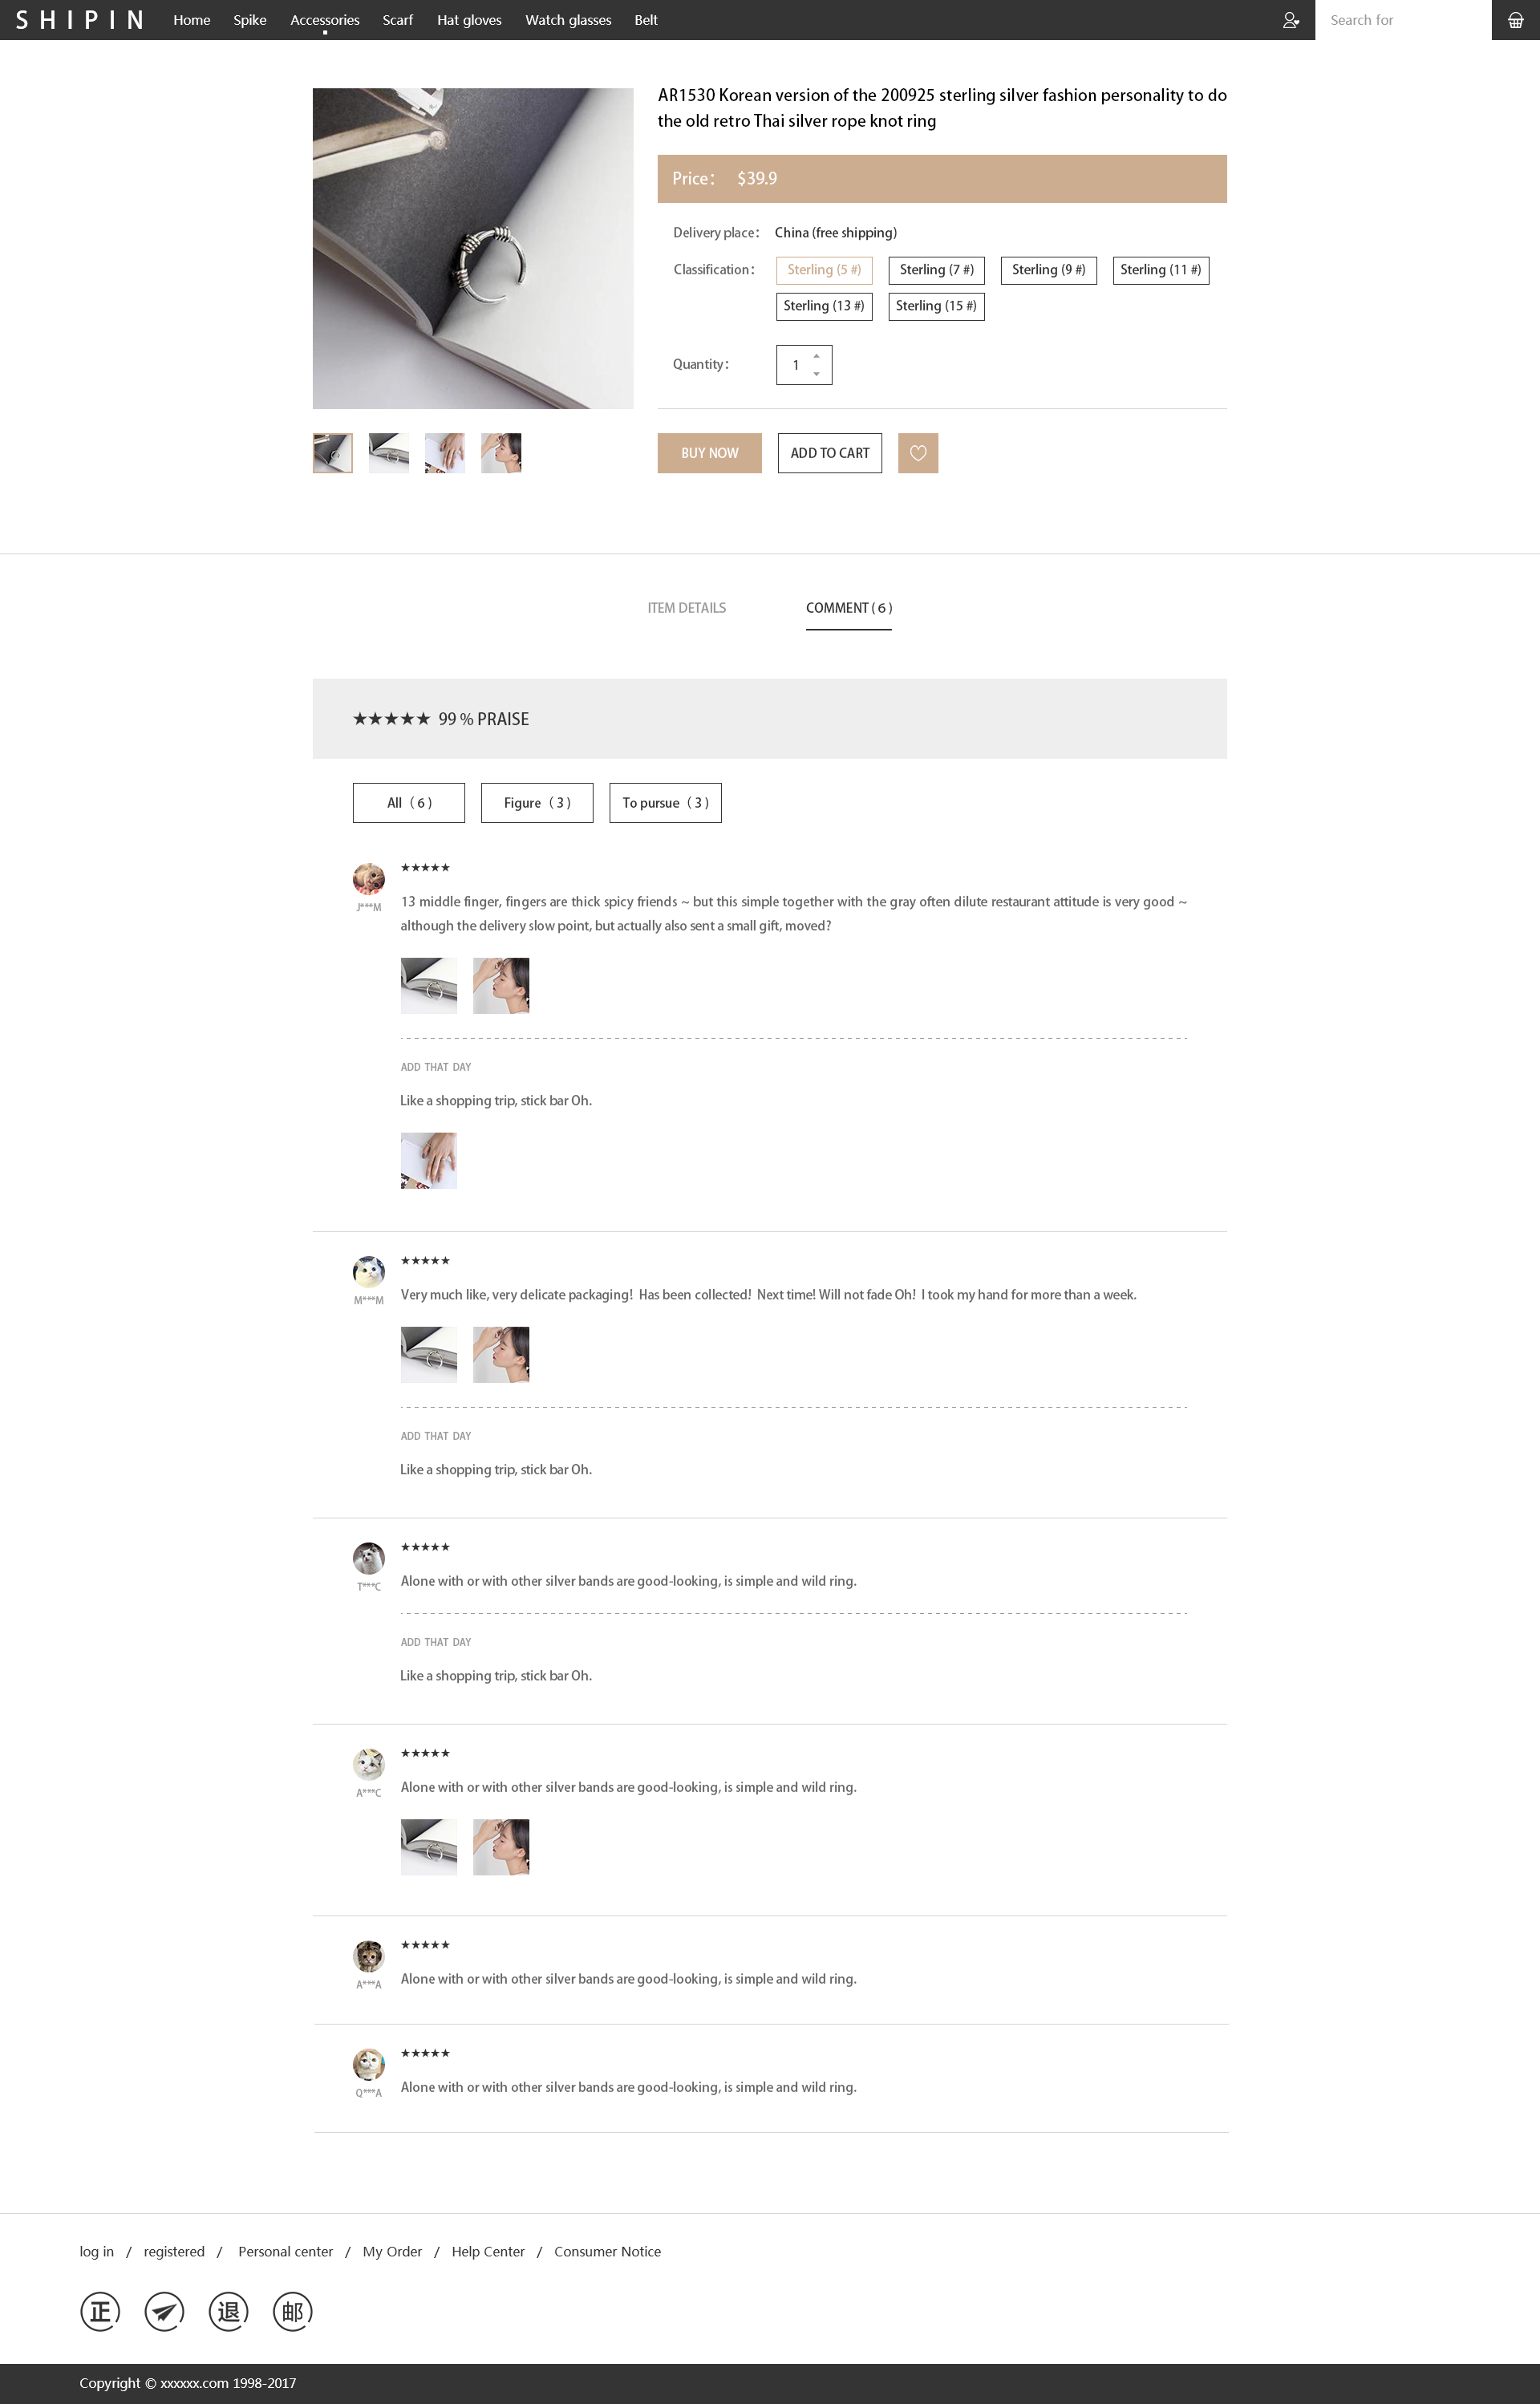 SHIPIN Home Spike Accessories Scarf Hat gloves Watch glasses Belt Search for
AR1530 Korean version of the 200925 sterling silver fashion personality to do
the old retro Thai silver rope knot ring
Price: $39.9
Delivery place: China (free shipping)
Classification: Sterling (5 #) Sterling (7 #) Sterling (9 #) Sterling (11 #)
Sterling (13 #) Sterling (15 #)
Quantity: 1
BUY NOW ADD TO CART
ITEM DETAILS COMMENT ( 6 )
★★★★★ 99 % PRAISE
All ( 6 ) Figure ( 3 ) To pursue ( 3 )
★★★★★
J***M
13 middle finger, fingers are thick spicy friends ~ but this simple together with the gray often dilute restaurant attitude is very good ~
although the delivery slow point, but actually also sent a small gift, moved?
ADD THAT DAY
Like a shopping trip, stick bar Oh.
★★★★★
M***M
Very much like, very delicate packaging! Has been collected! Next time! Will not fade Oh! I took my hand for more than a week.
ADD THAT DAY
Like a shopping trip, stick bar Oh.
★★★★★
T***C
Alone with or with other silver bands are good-looking, is simple and wild ring.
ADD THAT DAY
Like a shopping trip, stick bar Oh.
★★★★★
A***C
Alone with or with other silver bands are good-looking, is simple and wild ring.
★★★★★
A***A
Alone with or with other silver bands are good-looking, is simple and wild ring.
★★★★★
Q***A
Alone with or with other silver bands are good-looking, is simple and wild ring.
log in / registered / Personal center / My Order / Help Center / Consumer Notice
正 退 邮
Copyright © xxxxxx.com 1998-2017